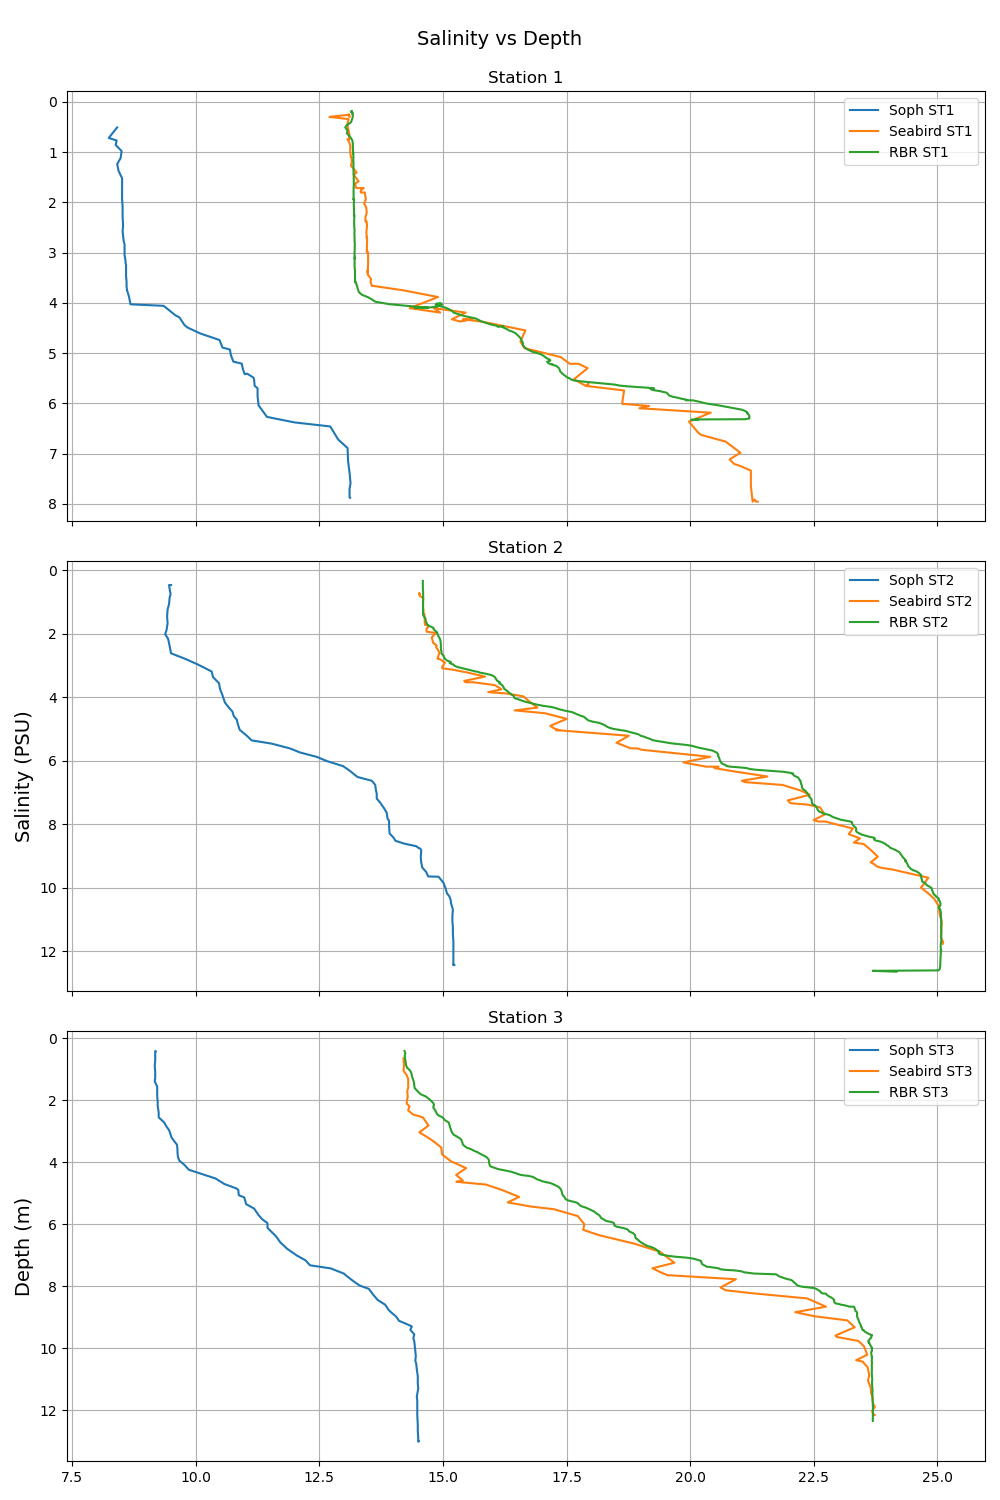 Salinity vs Depth
Station 1
0
1
2
3
4
5
6
7
8
Soph ST1
Seabird ST1
RBR ST1
Station 2
0
2
4
6
8
10
12
Soph ST2
Seabird ST2
RBR ST2
Salinity (PSU)
Station 3
0
2
4
6
8
10
12
Soph ST3
Seabird ST3
RBR ST3
Depth (m)
7.5 10.0 12.5 15.0 17.5 20.0 22.5 25.0